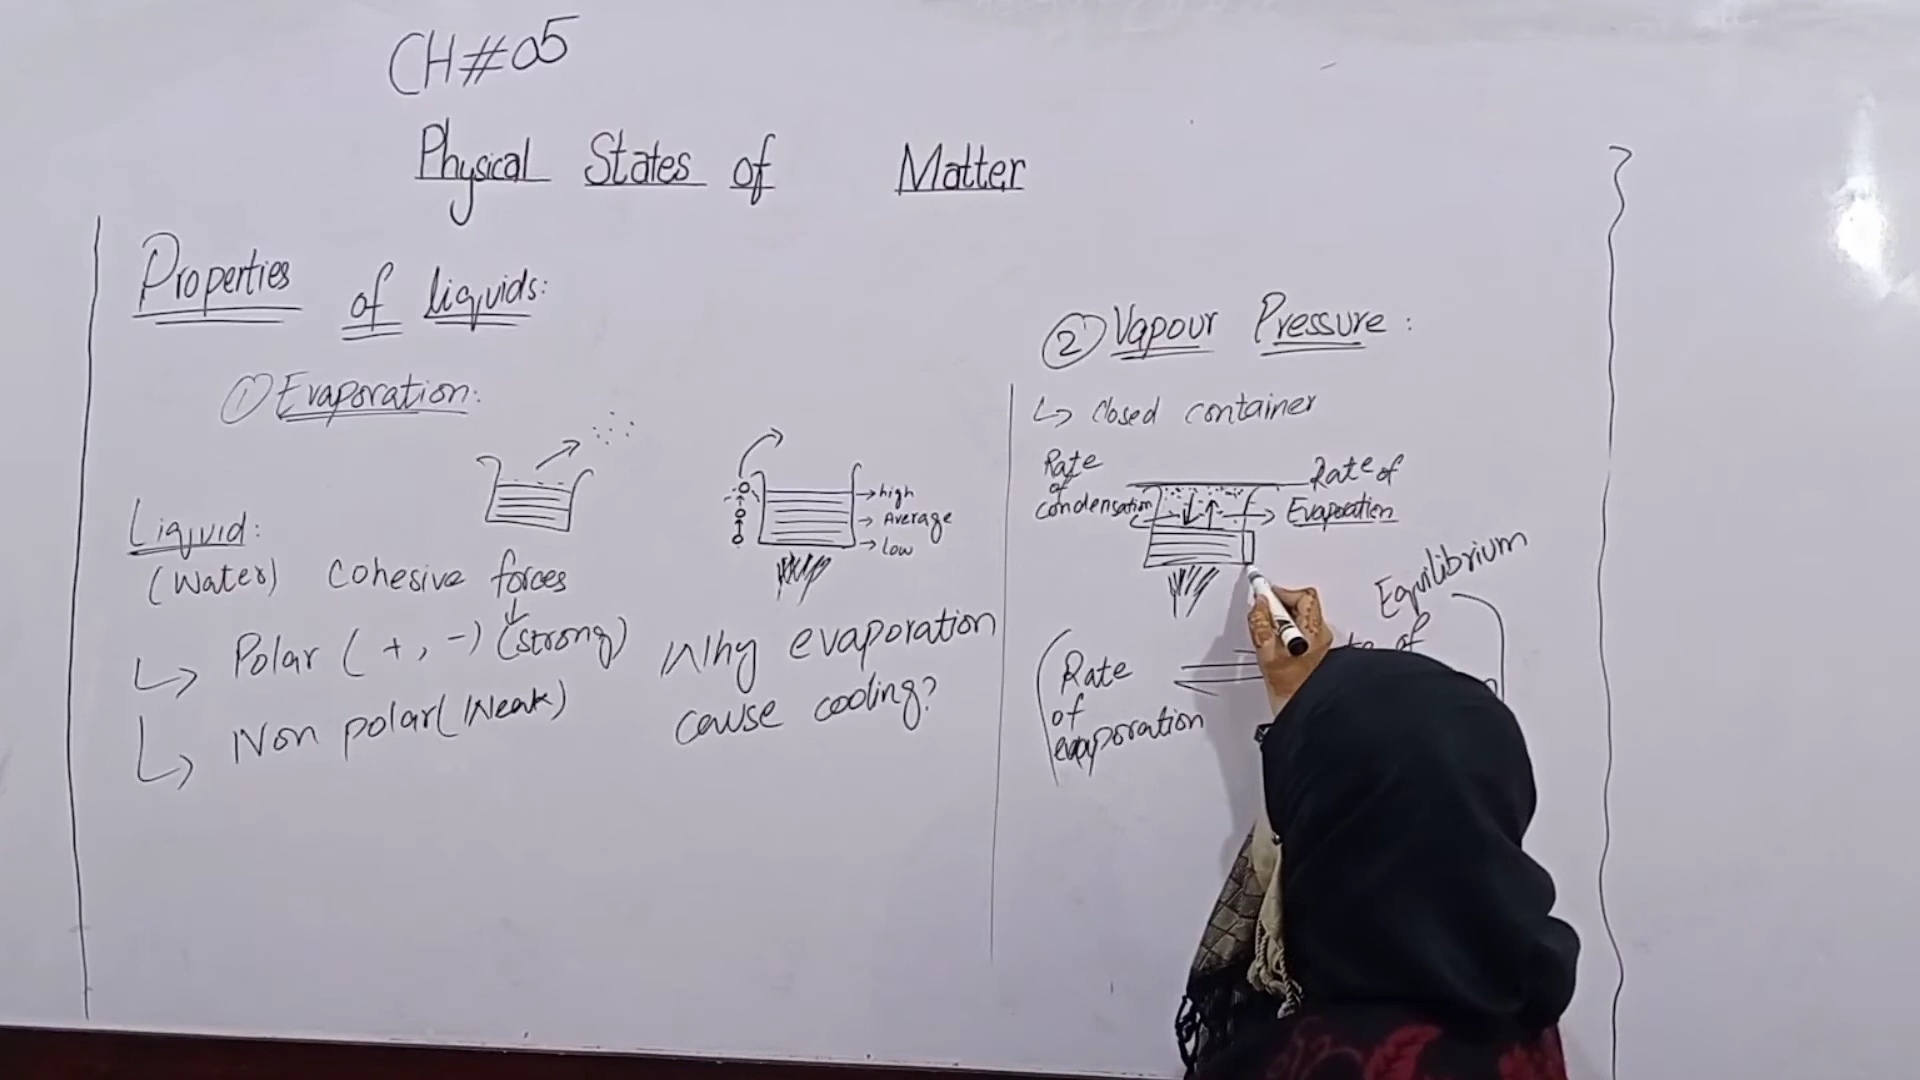 CH#05
Physical States of Matter
Properties of liquids:
① Evaporation:
high
Average
low
Liquid:
(Water) Cohesive forces
Polar (+, -) (strong)
Non polar (Weak)
Why evaporation
cause cooling?
② Vapour Pressure:
Closed container
Rate
of
condensation
Rate of
Evaporation
Equilibrium
Rate
of
evaporation
of